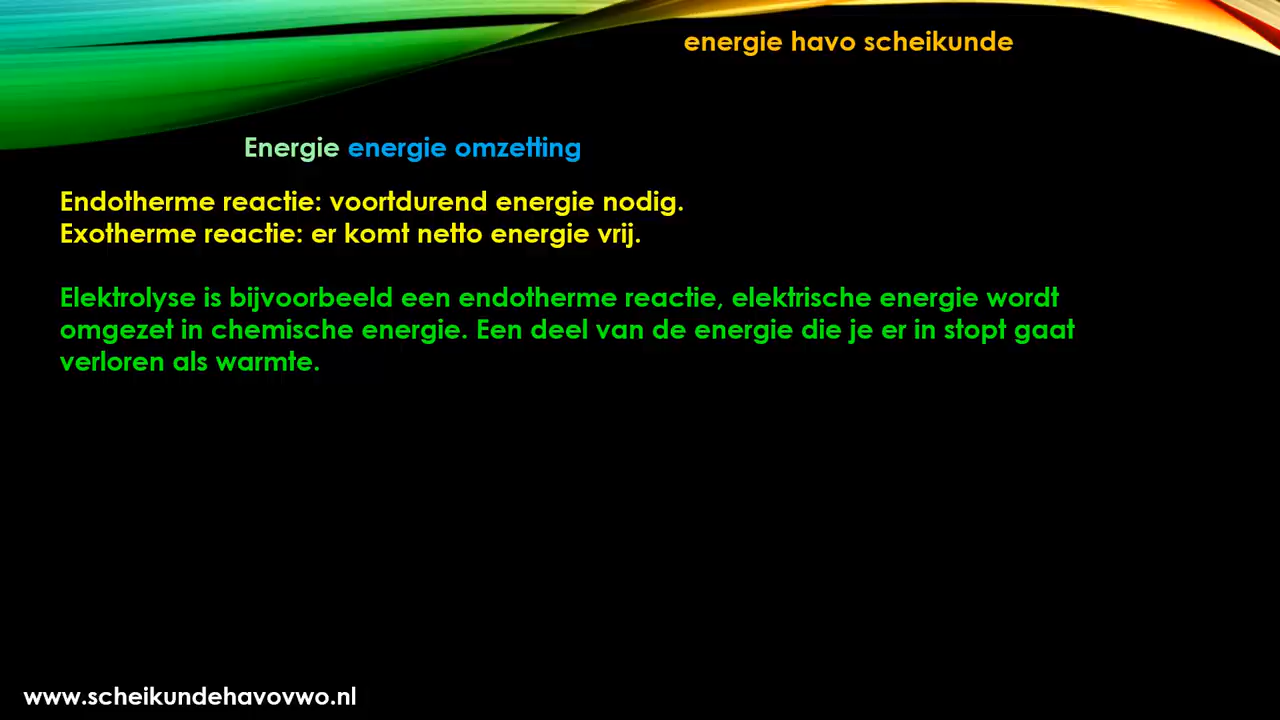 energie havo scheikunde
Energie energie omzetting
Endotherme reactie: voortdurend energie nodig.
Exotherme reactie: er komt netto energie vrij.
Elektrolyse is bijvoorbeeld een endotherme reactie, elektrische energie wordt
omgezet in chemische energie. Een deel van de energie die je er in stopt gaat
verloren als warmte.
www.scheikundehavovwo.nl